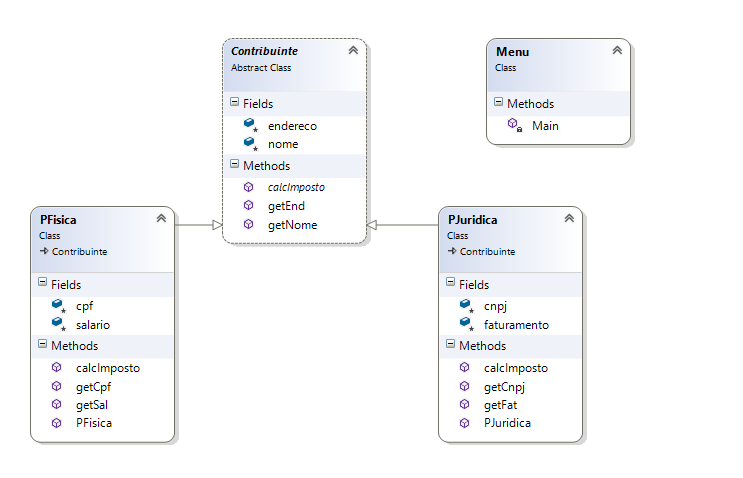 Contribuinte
Abstract Class
Fields
endereco
nome
Methods
calcImposto
getEnd
getNome
Menu
Class
Methods
Main
PFisica
Class
Contribuinte
Fields
cpf
salario
Methods
calcImposto
getCpf
getSal
PFisica
PJuridica
Class
Contribuinte
Fields
cnpj
faturamento
Methods
calcImposto
getCnpj
getFat
PJuridica